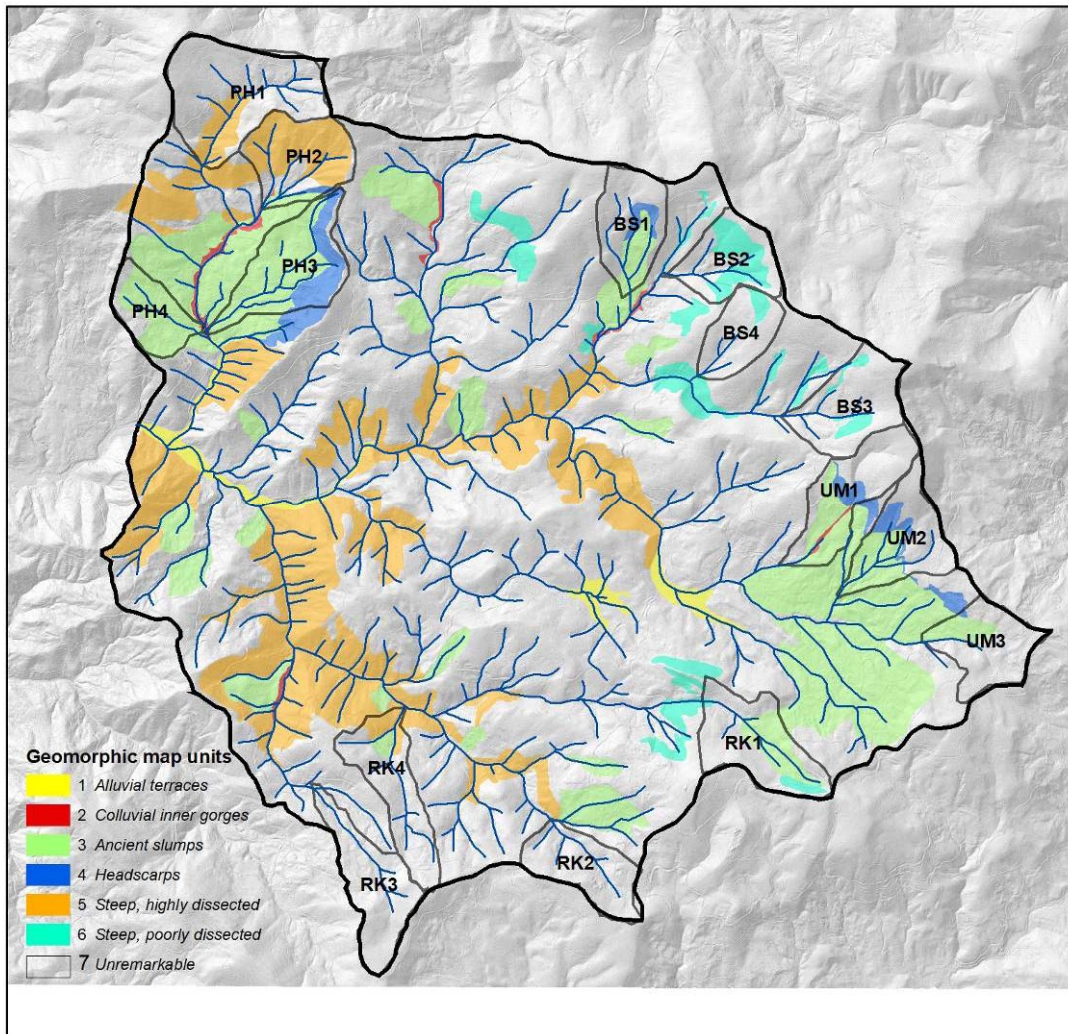 PH1
PH2
BS1
PH3
BS2
PH4
BS4
BS3
UM1
UM2
UM3
RK1
RK4
RK2
RK3
Geomorphic map units
1 Alluvial terraces
2 Colluvial inner gorges
3 Ancient slumps
4 Headscarps
5 Steep, highly dissected
6 Steep, poorly dissected
7 Unremarkable